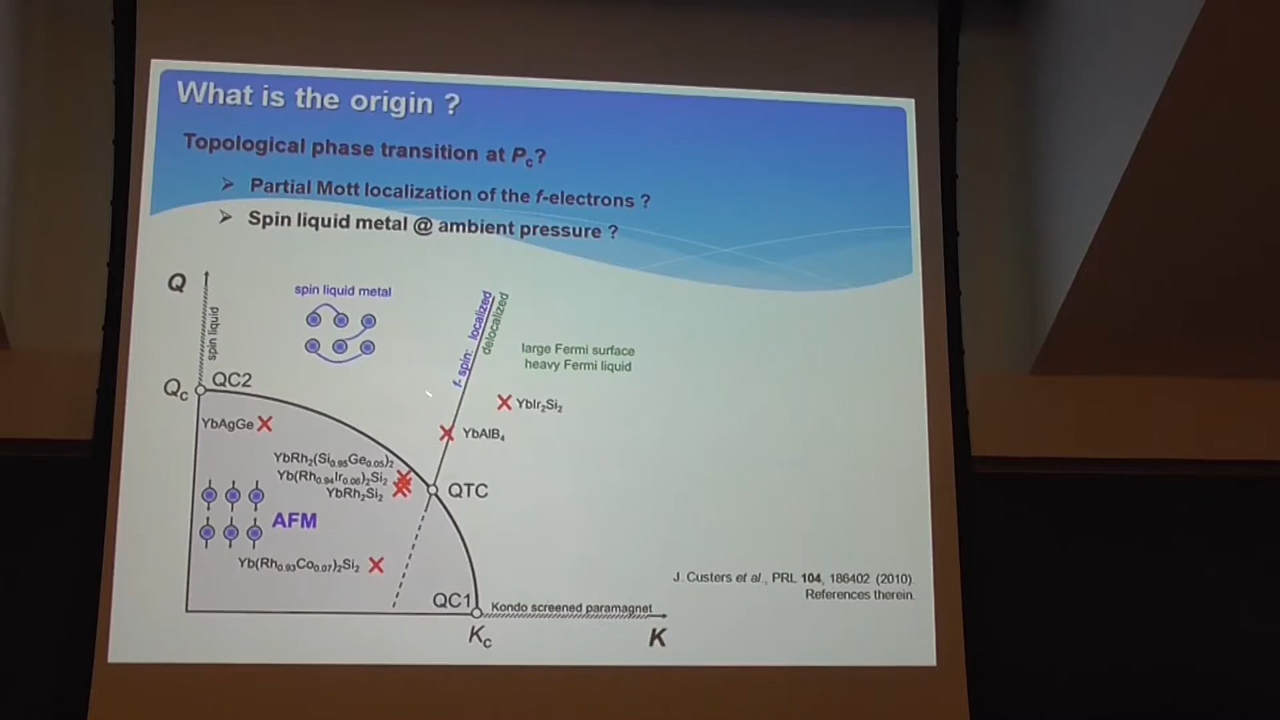 What is the origin ?
Topological phase transition at Pc?
➢ Partial Mott localization of the f-electrons ?
➢ Spin liquid metal @ ambient pressure ?
Q
spin liquid
spin liquid metal
f- spin: localized
delocalized
large Fermi surface
heavy Fermi liquid
Qc
QC2
YbIr2Si2
YbAgGe
YbAlB4
YbRh2(Si0.95Ge0.05)2
Yb(Rh0.94Ir0.06)2Si2
YbRh2Si2
QTC
AFM
Yb(Rh0.93Co0.07)2Si2
J. Custers et al., PRL 104, 186402 (2010).
References therein.
QC1
Kondo screened paramagnet
Kc
K